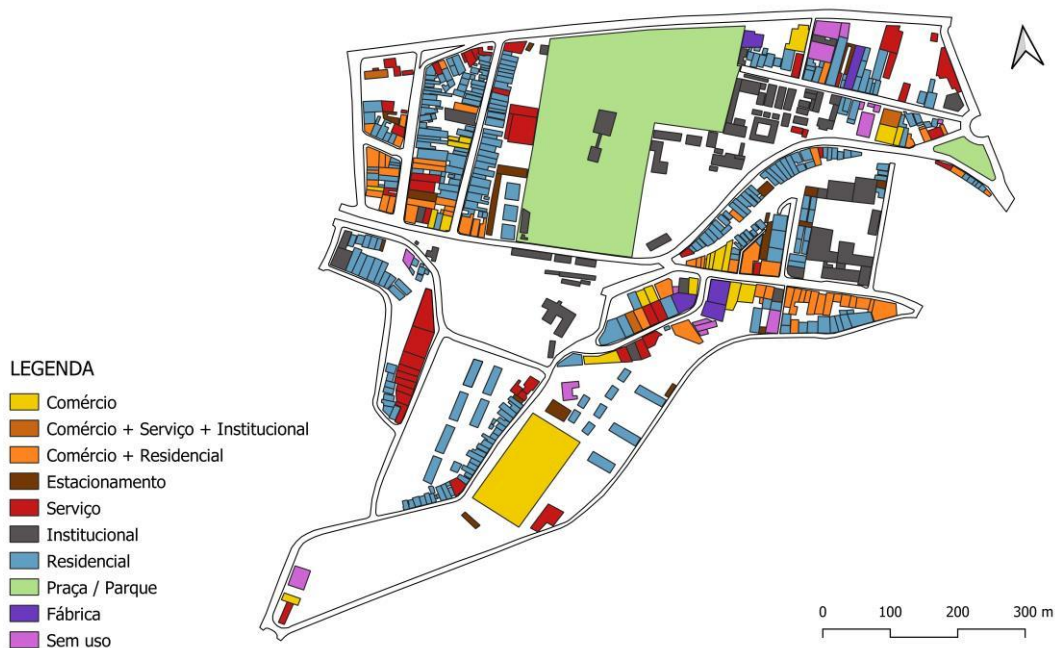 LEGENDA
Comércio
Comércio + Serviço + Institucional
Comércio + Residencial
Estacionamento
Serviço
Institucional
Residencial
Praça / Parque
Fábrica
Sem uso
0 100 200 300 m